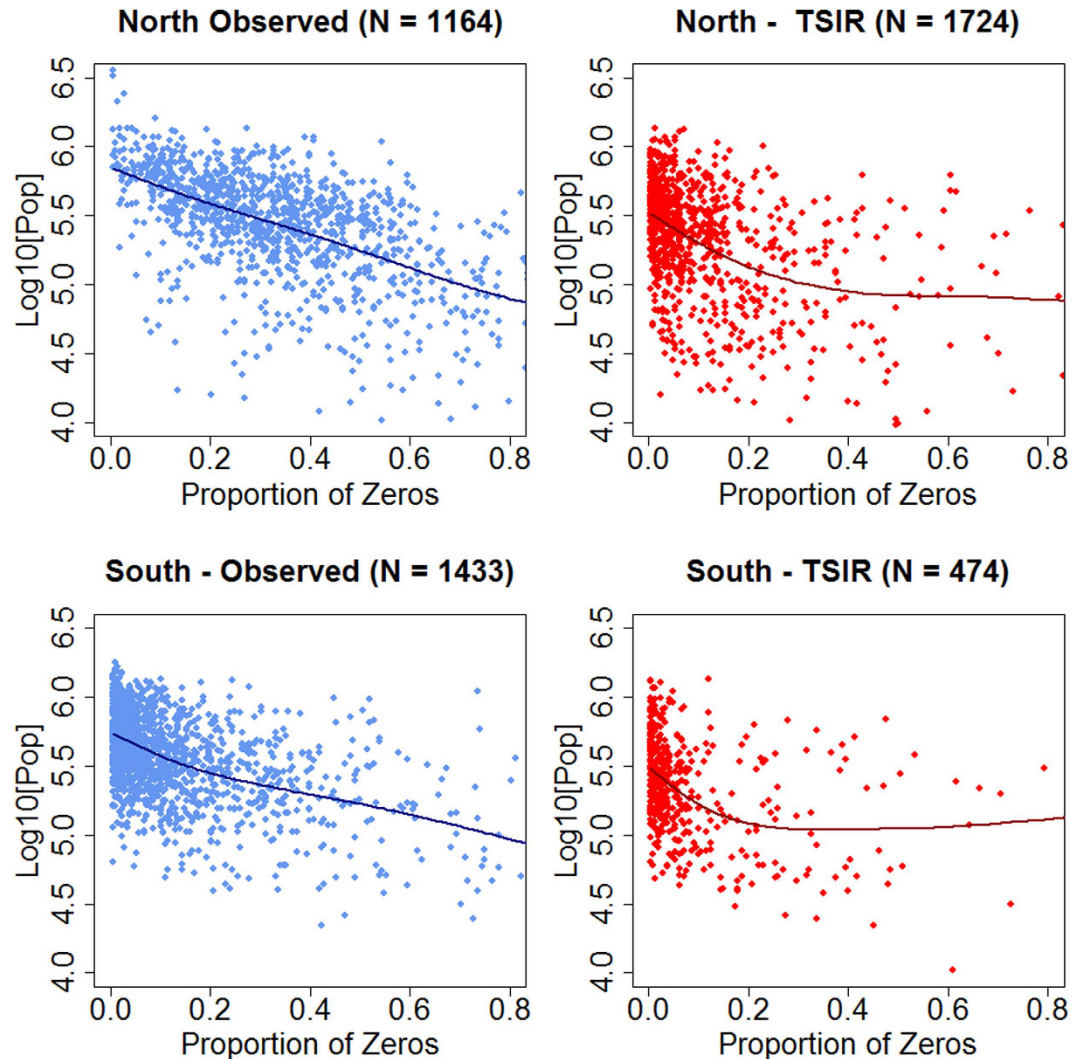 North Observed (N = 1164)
Log10[Pop]
6.5
6.0
5.5
5.0
4.5
4.0
0.0 0.2 0.4 0.6 0.8
Proportion of Zeros
North - TSIR (N = 1724)
Log10[Pop]
6.5
6.0
5.5
5.0
4.5
4.0
0.0 0.2 0.4 0.6 0.8
Proportion of Zeros
South - Observed (N = 1433)
Log10[Pop]
6.5
6.0
5.5
5.0
4.5
4.0
0.0 0.2 0.4 0.6 0.8
Proportion of Zeros
South - TSIR (N = 474)
Log10[Pop]
6.5
6.0
5.5
5.0
4.5
4.0
0.0 0.2 0.4 0.6 0.8
Proportion of Zeros